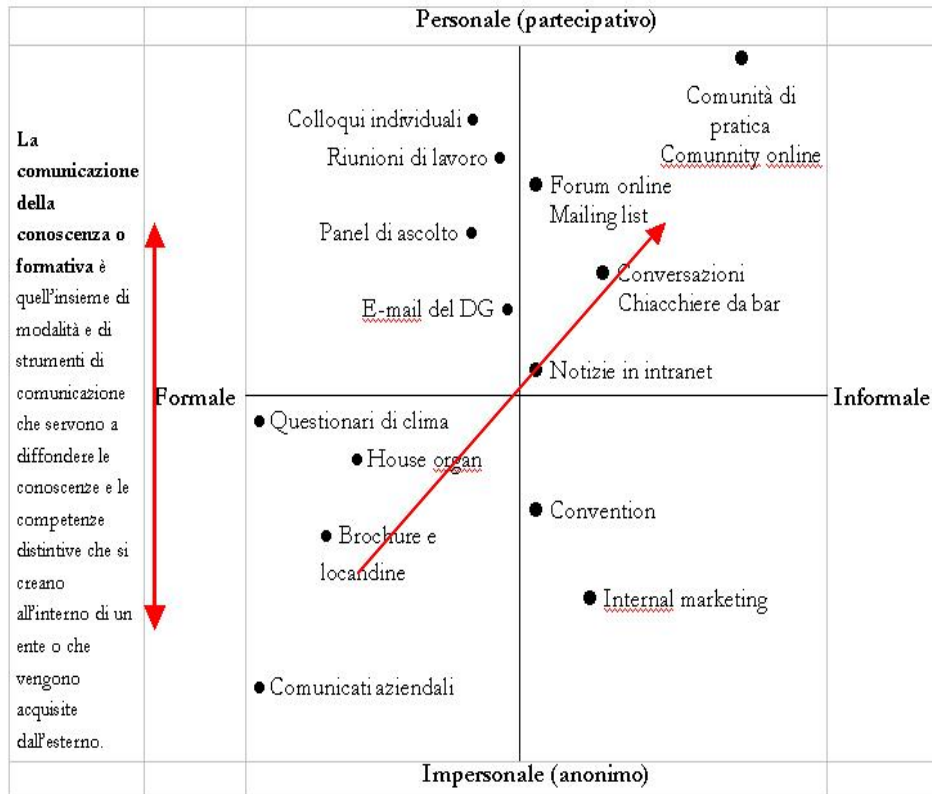 Personale (partecipativo)
La
comunicazione
della
conoscenza o
formativa è
quell'insieme di
modalità e di
strumenti di
comunicazione
che servono a
diffondere le
conoscenze e le
competenze
distintive che si
creano
all'interno di un
ente o che
vengono
acquisite
dall'esterno.
Formale
Colloqui individuali
Riunioni di lavoro
Panel di ascolto
E-mail del DG
Comunità di
pratica
Comunnity online
Forum online
Mailing list
Conversazioni
Chiacchiere da bar
Notizie in intranet
Informale
Questionari di clima
House organ
Brochure e
locandine
Comunicati aziendali
Convention
Internal marketing
Impersonale (anonimo)